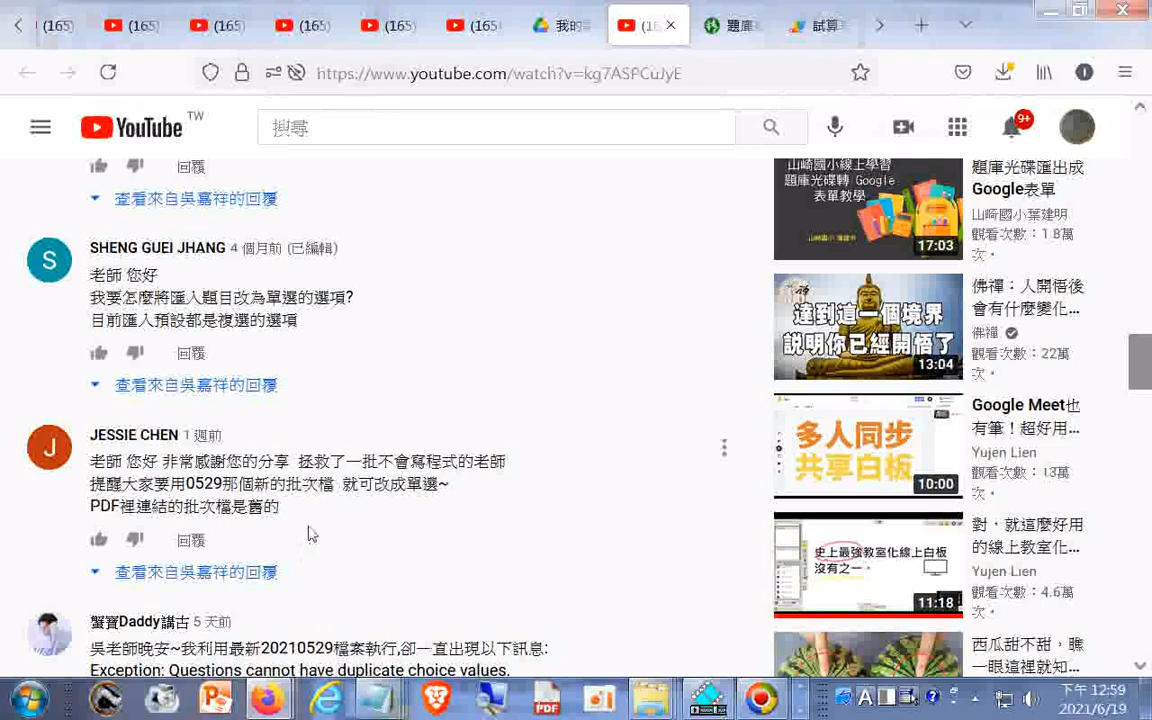 (165)
(165)
(165)
(165)
(165)
(165
我的
(1
題庫
試算
https://www.youtube.com/watch?v=kg7ASPCuJyE
YouTube TW
搜尋
9+
回覆
查看來自吳嘉祥的回覆
SHENG GUEI JHANG 4 個月前 (已編輯)
老師 您好
我要怎麼將匯入題目改為單選的選項?
目前匯入預設都是複選的選項
回覆
查看來自吳嘉祥的回覆
JESSIE CHEN 1 週前
老師 您好 非常感謝您的分享 拯救了一批不會寫程式的老師
提醒大家要用0529那個新的批次檔 就可改成單選~
PDF裡連結的批次檔是舊的
回覆
查看來自吳嘉祥的回覆
蟹寶Daddy講古 5 天前
吳老師晚安~我利用最新20210529檔案執行,卻一直出現以下訊息:
Exception: Questions cannot have duplicate choice values.
山崎國小線上學習
題庫光碟轉 Google
表單教學
17:03
題庫光碟匯出成
Google表單
山崎國小葉建明
觀看次數：1.8萬
次・
達到這一個境界
說明你已經開悟了
13:04
佛禪：人開悟後
會有什麼變化...
佛禪
觀看次數：22萬
次・
多人同步
共享白板
10:00
Google Meet也
有筆！超好用...
Yujen Lien
觀看次數：13萬
次・
史上最強教室化線上白板
沒有之一。
11:18
對，就這麼好用
的線上教室化...
Yujen Lien
觀看次數：4.6萬
次・
西瓜甜不甜，聽
一眼這裡就知...
下午 12:59
2021/6/19